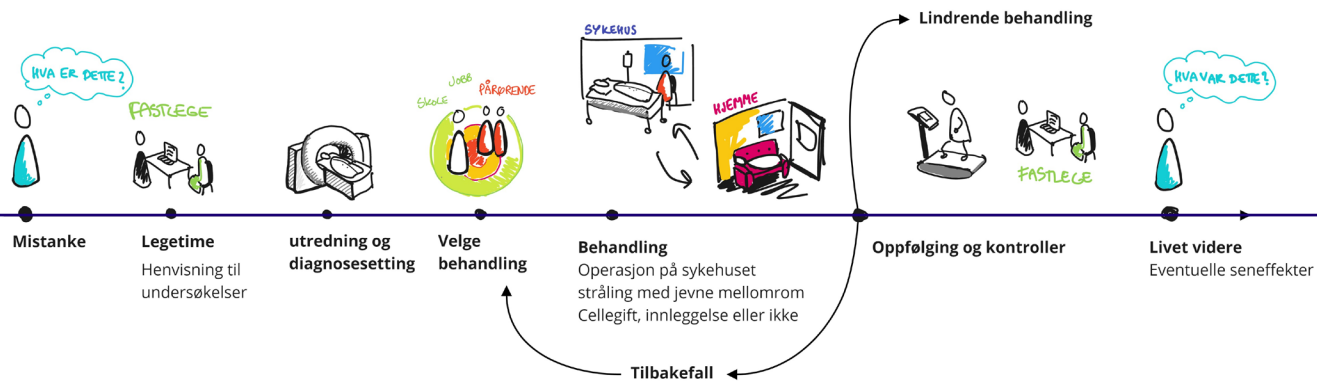 HVA ER DETTE?
FASTLEGE
SKOLE
JOBB
PÅRØRENDE
SYKEHUS
HJEMME
Lindrende behandling
FASTLEGE
HVA VAR DETTE?
Mistanke
Legetime
Henvisning til
undersøkelser
utredning og
diagnosesetting
Velge
behandling
Behandling
Operasjon på sykehuset
stråling med jevne mellomrom
Cellegift, innleggelse eller ikke
Oppfølging og kontroller
Livet videre
Eventuelle seneffekter
Tilbakefall